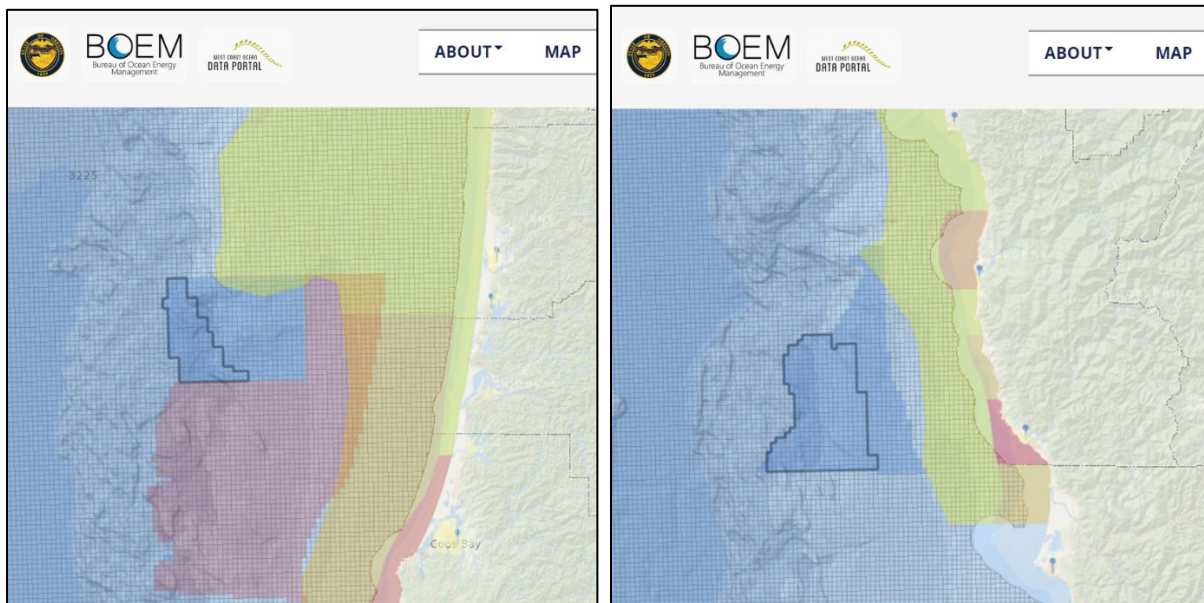 BOEM
Bureau of Ocean Energy
Management
WEST COAST OCEAN
DATA PORTAL
ABOUT
MAP
3225
Coos Bay
BOEM
Bureau of Ocean Energy
Management
WEST COAST OCEAN
DATA PORTAL
ABOUT
MAP